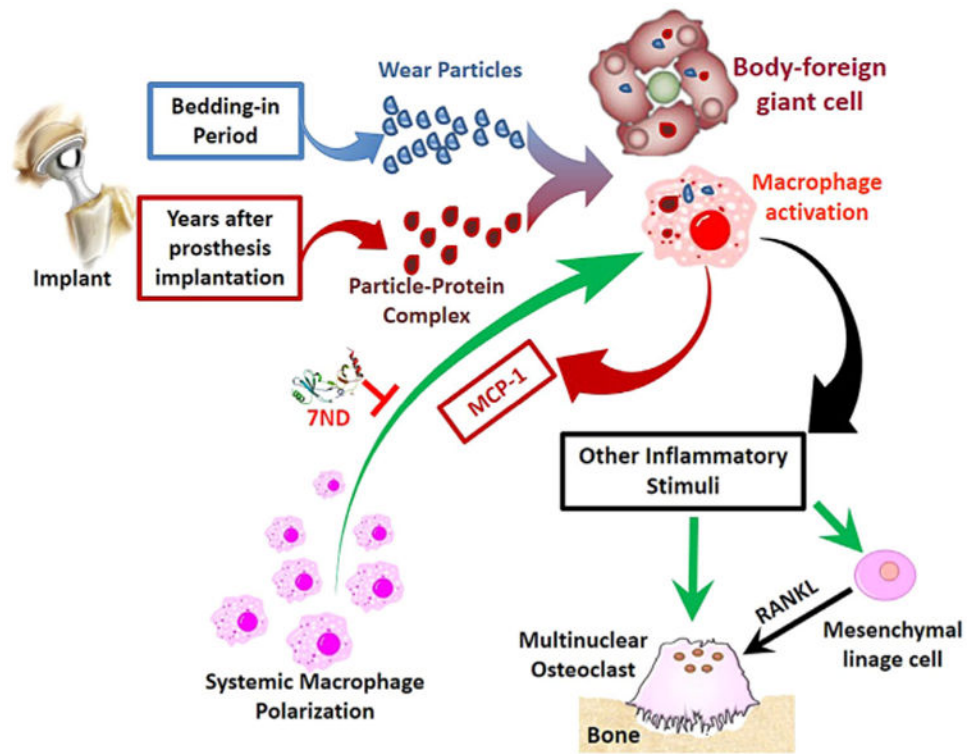 Wear Particles
Body-foreign
giant cell
Bedding-in
Period
Macrophage
activation
Years after
prosthesis
implantation
Implant
Particle-Protein
Complex
MCP-1
7ND
Other Inflammatory
Stimuli
RANKL
Mesenchymal
linage cell
Multinuclear
Osteoclast
Systemic Macrophage
Polarization
Bone